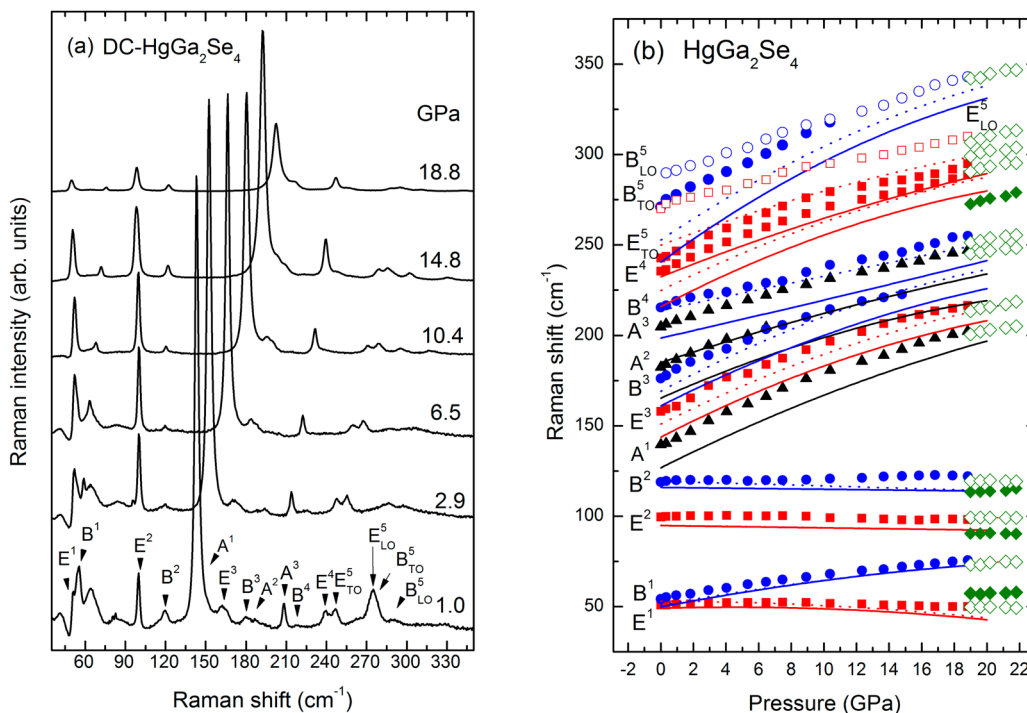 (a) DC-HgGa₂Se₄
GPa
18.8
14.8
10.4
6.5
2.9
1.0
E¹
B¹
E²
B²
A¹
E³
B³
A²
A³
B⁴
E⁴
E⁵TO
E⁵LO
B⁵TO
B⁵LO
60 90 120 150 180 210 240 270 300 330
Raman shift (cm⁻¹)
Raman intensity (arb. units)
(b) HgGa₂Se₄
350
300
250
200
150
100
50
B⁵LO
B⁵TO
E⁵LO
E⁵TO
E⁴
B⁴
A³
A²
B³
E³
A¹
B²
E²
B¹
E¹
-2 0 2 4 6 8 10 12 14 16 18 20 22
Pressure (GPa)
Raman shift (cm⁻¹)